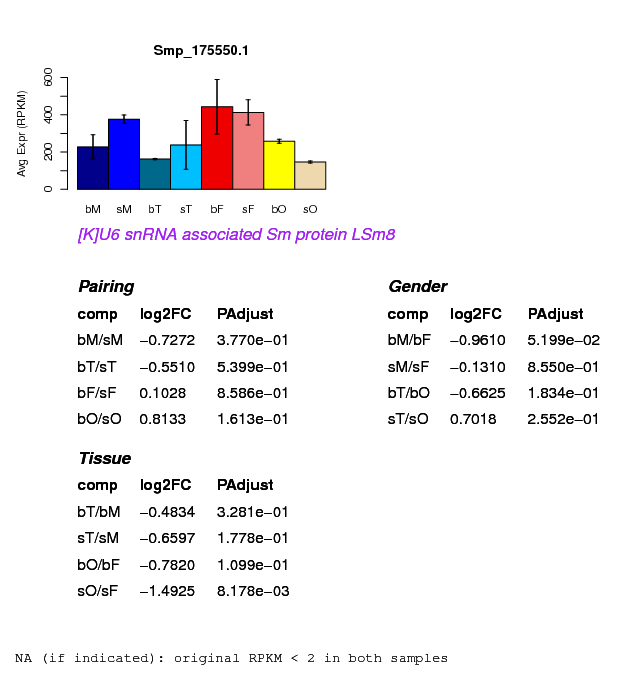 Smp_175550.1
Avg Expr (RPKM)
0 200 400 600
bM sM bT sT bF sF bO sO
[K]U6 snRNA associated Sm protein LSm8
Pairing
comp log2FC PAdjust
bM/sM −0.7272 3.770e−01
bT/sT −0.5510 5.399e−01
bF/sF 0.1028 8.586e−01
bO/sO 0.8133 1.613e−01
Gender
comp log2FC PAdjust
bM/bF −0.9610 5.199e−02
sM/sF −0.1310 8.550e−01
bT/bO −0.6625 1.834e−01
sT/sO 0.7018 2.552e−01
Tissue
comp log2FC PAdjust
bT/bM −0.4834 3.281e−01
sT/sM −0.6597 1.778e−01
bO/bF −0.7820 1.099e−01
sO/sF −1.4925 8.178e−03
NA (if indicated): original RPKM < 2 in both samples